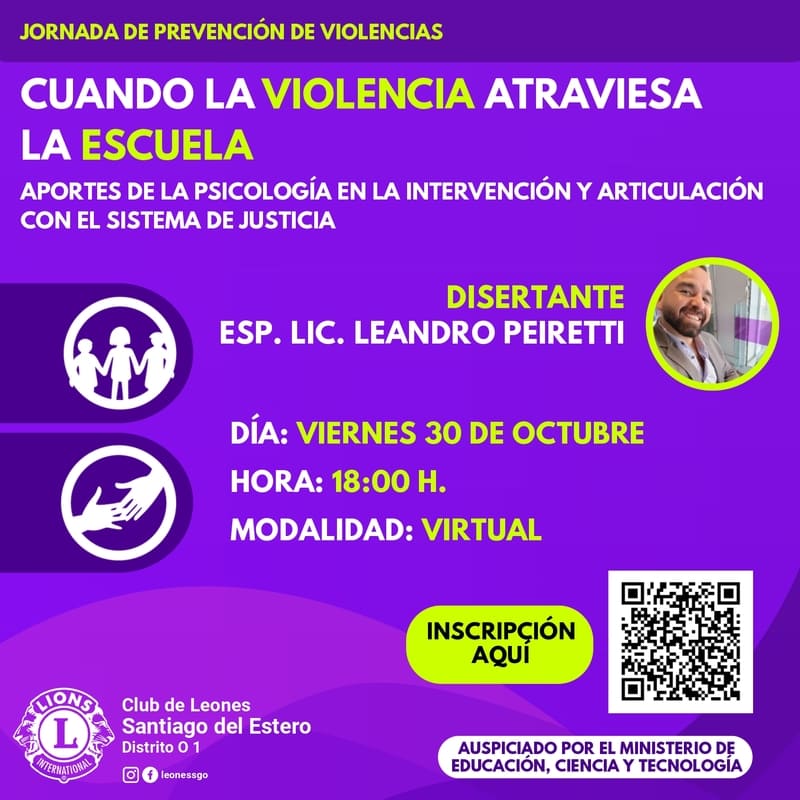 JORNADA DE PREVENCIÓN DE VIOLENCIAS
CUANDO LA VIOLENCIA ATRAVIESA
LA ESCUELA
APORTES DE LA PSICOLOGÍA EN LA INTERVENCIÓN Y ARTICULACIÓN
CON EL SISTEMA DE JUSTICIA
DISERTANTE
ESP. LIC. LEANDRO PEIRETTI
DÍA: VIERNES 30 DE OCTUBRE
HORA: 18:00 H.
MODALIDAD: VIRTUAL
INSCRIPCIÓN
AQUÍ
LIONS
L
INTERNATIONAL
Club de Leones
Santiago del Estero
Distrito O 1
leonessgo
AUSPICIADO POR EL MINISTERIO DE
EDUCACIÓN, CIENCIA Y TECNOLOGÍA